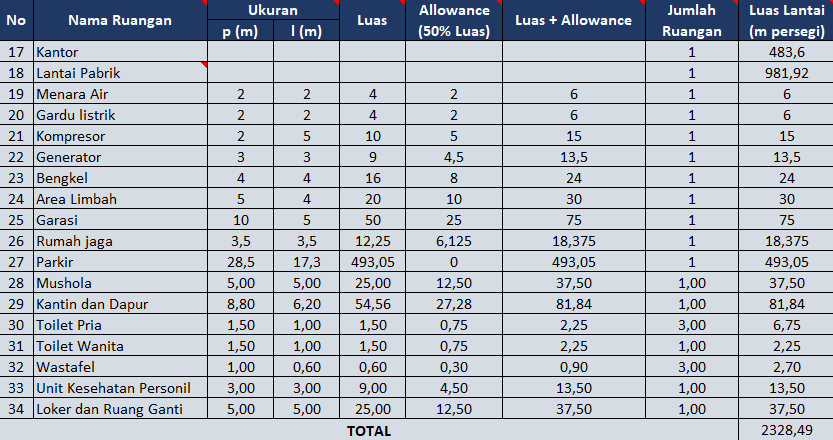 No Nama Ruangan Ukuran p (m) l (m) Luas Allowance (50% Luas) Luas + Allowance Jumlah Ruangan Luas Lantai (m persegi)
17 Kantor 1 483,6
18 Lantai Pabrik 1 981,92
19 Menara Air 2 2 4 2 6 1 6
20 Gardu listrik 2 2 4 2 6 1 6
21 Kompresor 2 5 10 5 15 1 15
22 Generator 3 3 9 4,5 13,5 1 13,5
23 Bengkel 4 4 16 8 24 1 24
24 Area Limbah 5 4 20 10 30 1 30
25 Garasi 10 5 50 25 75 1 75
26 Rumah jaga 3,5 3,5 12,25 6,125 18,375 1 18,375
27 Parkir 28,5 17,3 493,05 0 493,05 1 493,05
28 Mushola 5,00 5,00 25,00 12,50 37,50 1,00 37,50
29 Kantin dan Dapur 8,80 6,20 54,56 27,28 81,84 1,00 81,84
30 Toilet Pria 1,50 1,00 1,50 0,75 2,25 3,00 6,75
31 Toilet Wanita 1,50 1,00 1,50 0,75 2,25 1,00 2,25
32 Wastafel 1,00 0,60 0,60 0,30 0,90 3,00 2,70
33 Unit Kesehatan Personil 3,00 3,00 9,00 4,50 13,50 1,00 13,50
34 Loker dan Ruang Ganti 5,00 5,00 25,00 12,50 37,50 1,00 37,50
TOTAL 2328,49